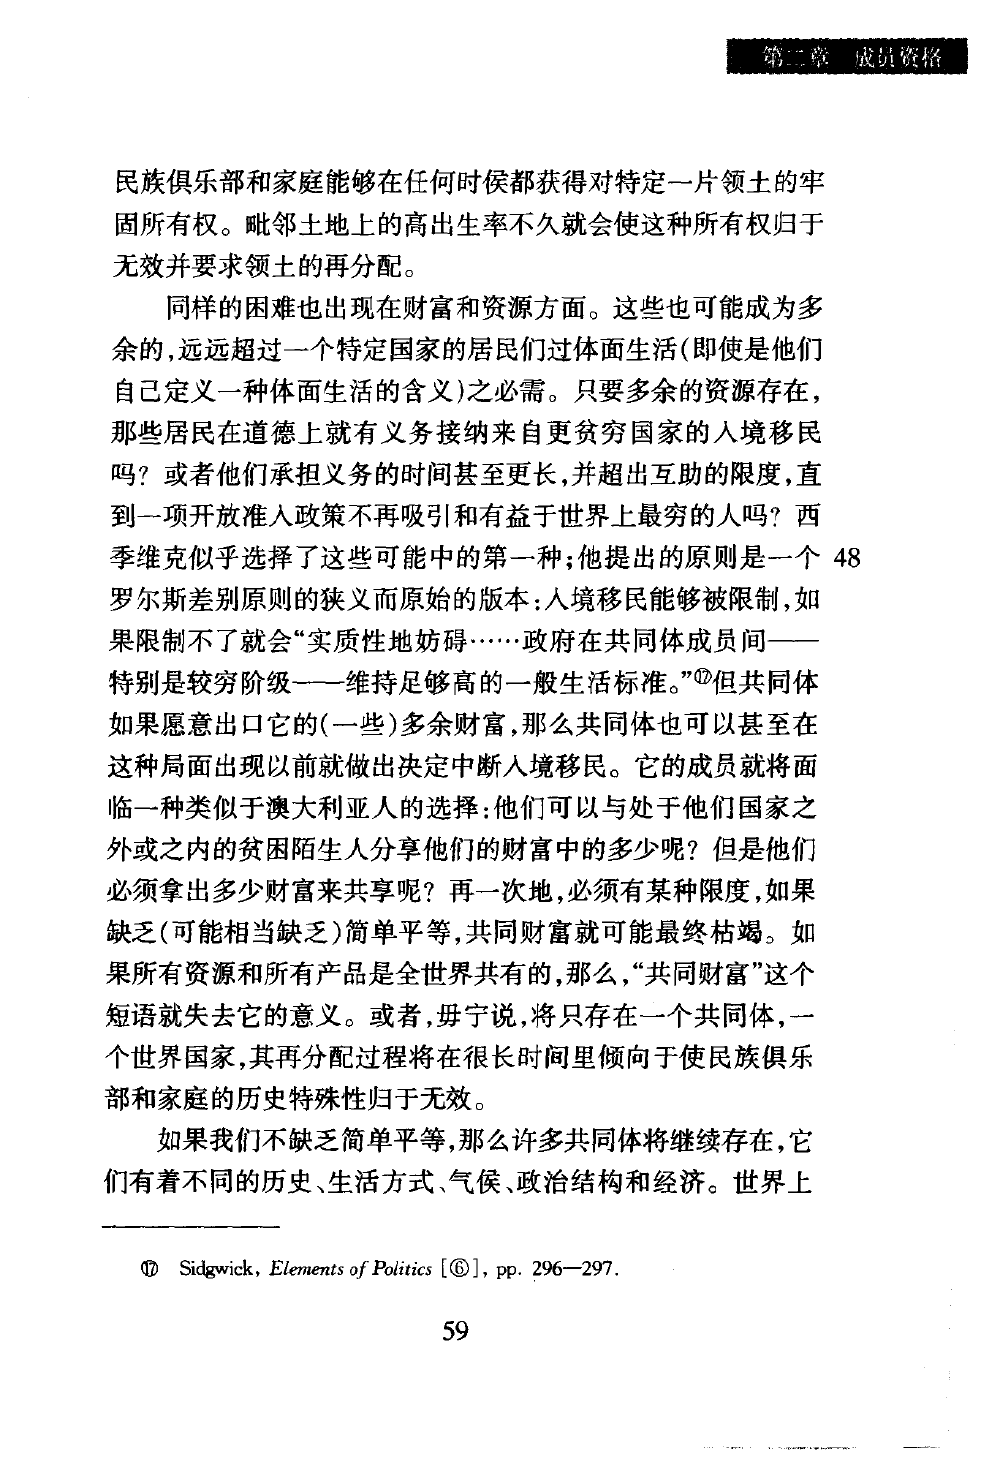 第二章 成员资格
民族俱乐部和家庭能够在任何时侯都获得对特定一片领土的牢
固所有权。毗邻土地上的高出生率不久就会使这种所有权归于
无效并要求领土的再分配。
同样的困难也出现在财富和资源方面。这些也可能成为多
余的,远远超过一个特定国家的居民们过体面生活(即使是他们
自己定义一种体面生活的含义)之必需。只要多余的资源存在,
那些居民在道德上就有义务接纳来自更贫穷国家的入境移民
吗？或者他们承担义务的时间甚至更长,并超出互助的限度,直
到一项开放准入政策不再吸引和有益于世界上最穷的人吗？西
季维克似乎选择了这些可能中的第一种;他提出的原则是一个 48
罗尔斯差别原则的狭义而原始的版本:入境移民能够被限制,如
果限制不了就会“实质性地妨碍……政府在共同体成员间——
特别是较穷阶级——维持足够高的一般生活标准。”⑰但共同体
如果愿意出口它的(一些)多余财富,那么共同体也可以甚至在
这种局面出现以前就做出决定中断入境移民。它的成员就将面
临一种类似于澳大利亚人的选择:他们可以与处于他们国家之
外或之内的贫困陌生人分享他们的财富中的多少呢？但是他们
必须拿出多少财富来共享呢？再一次地,必须有某种限度,如果
缺乏(可能相当缺乏)简单平等,共同财富就可能最终枯竭。如
果所有资源和所有产品是全世界共有的,那么,“共同财富”这个
短语就失去它的意义。或者,毋宁说,将只存在一个共同体,一
个世界国家,其再分配过程将在很长时间里倾向于使民族俱乐
部和家庭的历史特殊性归于无效。
如果我们不缺乏简单平等,那么许多共同体将继续存在,它
们有着不同的历史、生活方式、气侯、政治结构和经济。世界上
⑰ Sidgwick, Elements of Politics [⑥], pp. 296—297.
59